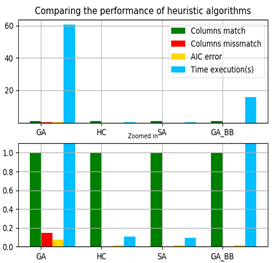 Comparing the performance of heuristic algorithms
60
40
20
Columns match
Columns missmatch
AIC error
Time execution(s)
GA HC SA GA_BB
Zoomed in
1.0
0.8
0.6
0.4
0.2
0.0
GA HC SA GA_BB